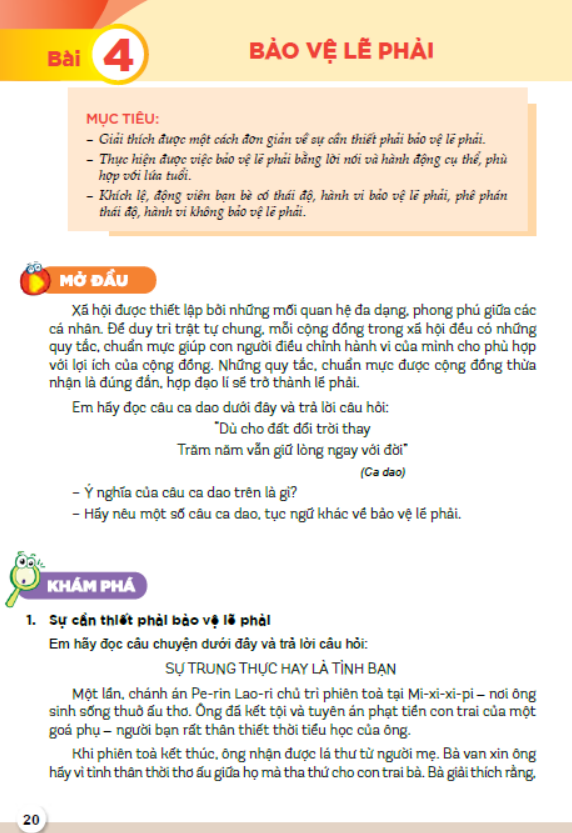 Bài 4
BẢO VỆ LẼ PHẢI
MỤC TIÊU:
– Giải thích được một cách đơn giản về sự cần thiết phải bảo vệ lẽ phải.
– Thực hiện được việc bảo vệ lẽ phải bằng lời nói và hành động cụ thể, phù
hợp với lứa tuổi.
– Khích lệ, động viên bạn bè có thái độ, hành vi bảo vệ lẽ phải, phê phán
thái độ, hành vi không bảo vệ lẽ phải.
MỞ ĐẦU
Xã hội được thiết lập bởi những mối quan hệ đa dạng, phong phú giữa các
cá nhân. Để duy trì trật tự chung, mỗi cộng đồng trong xã hội đều có những
quy tắc, chuẩn mực giúp con người điều chỉnh hành vi của mình cho phù hợp
với lợi ích của cộng đồng. Những quy tắc, chuẩn mực được cộng đồng thừa
nhận là đúng đắn, hợp đạo lí sẽ trở thành lẽ phải.
Em hãy đọc câu ca dao dưới đây và trả lời câu hỏi:
"Dù cho đất đổi trời thay
Trăm năm vẫn giữ lòng ngay với đời"
(Ca dao)
– Ý nghĩa của câu ca dao trên là gì?
– Hãy nêu một số câu ca dao, tục ngữ khác về bảo vệ lẽ phải.
KHÁM PHÁ
1. Sự cần thiết phải bảo vệ lẽ phải
Em hãy đọc câu chuyện dưới đây và trả lời câu hỏi:
SỰ TRUNG THỰC HAY LÀ TÌNH BẠN
Một lần, chánh án Pe-rin Lao-ri chủ trì phiên toà tại Mi-xi-xi-pi – nơi ông
sinh sống thuở ấu thơ. Ông đã kết tội và tuyên án phạt tiền con trai của một
goá phụ – người bạn rất thân thiết thời tiểu học của ông.
Khi phiên toà kết thúc, ông nhận được lá thư từ người mẹ. Bà van xin ông
hãy vì tình thân thời thơ ấu giữa họ mà tha thứ cho con trai bà. Bà giải thích rằng,
20